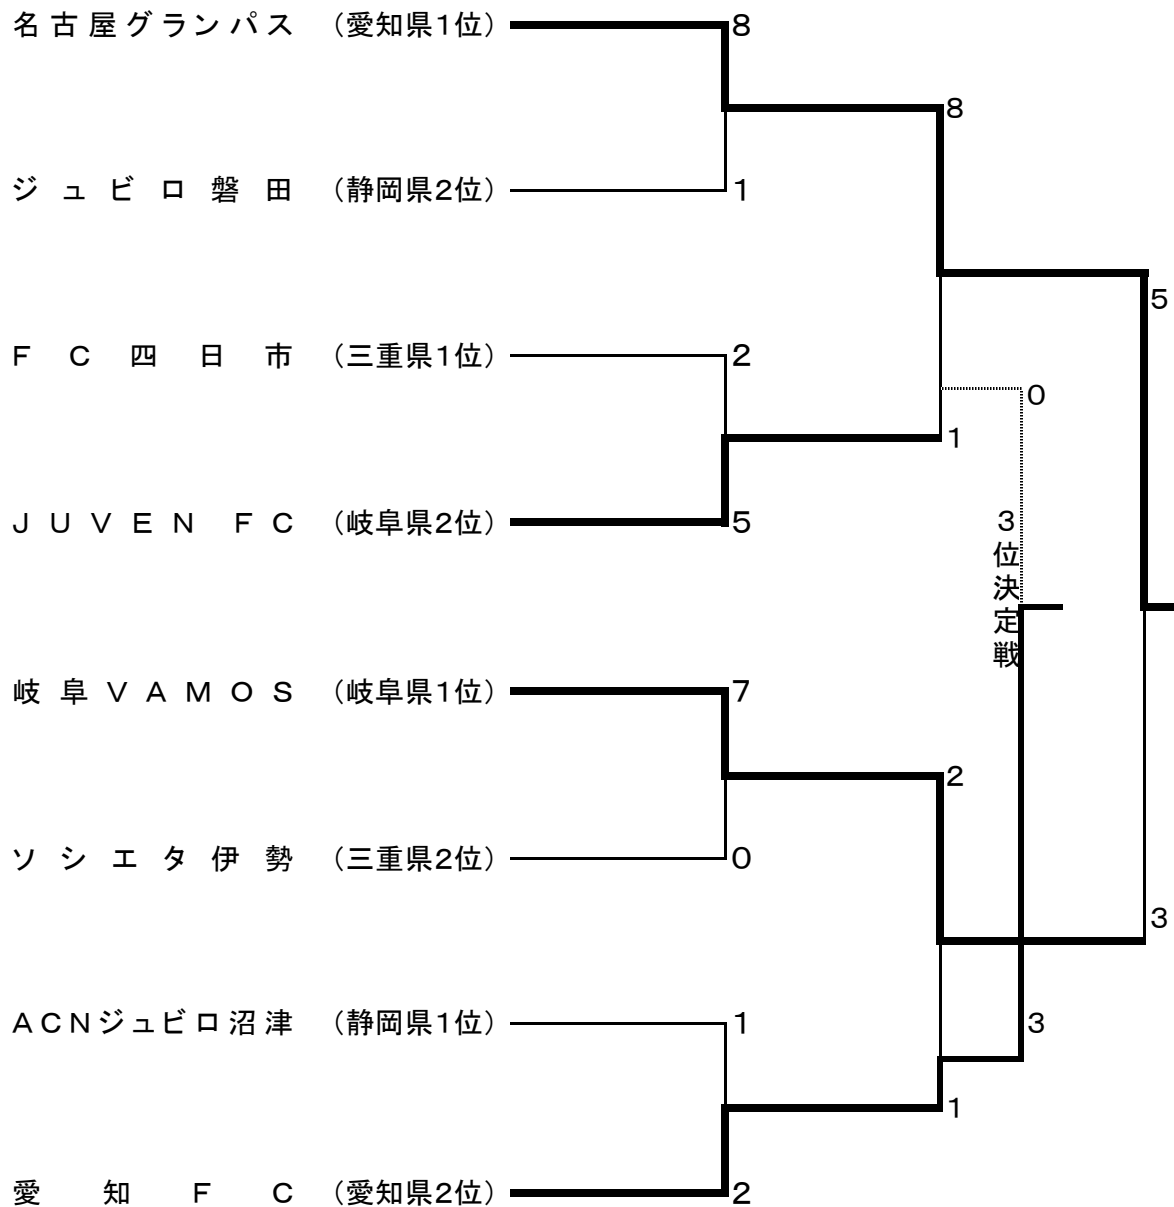 名古屋グランパス （愛知県1位） 8
8
ジュビロ磐田 （静岡県2位） 1
5
FC四日市 （三重県1位） 2
0
1
JUVEN FC （岐阜県2位） 5
3位決定戦
岐阜VAMOS （岐阜県1位） 7
2
ソシエタ伊勢 （三重県2位） 0
3
ACNジュビロ沼津 （静岡県1位） 1
3
1
愛知FC （愛知県2位） 2